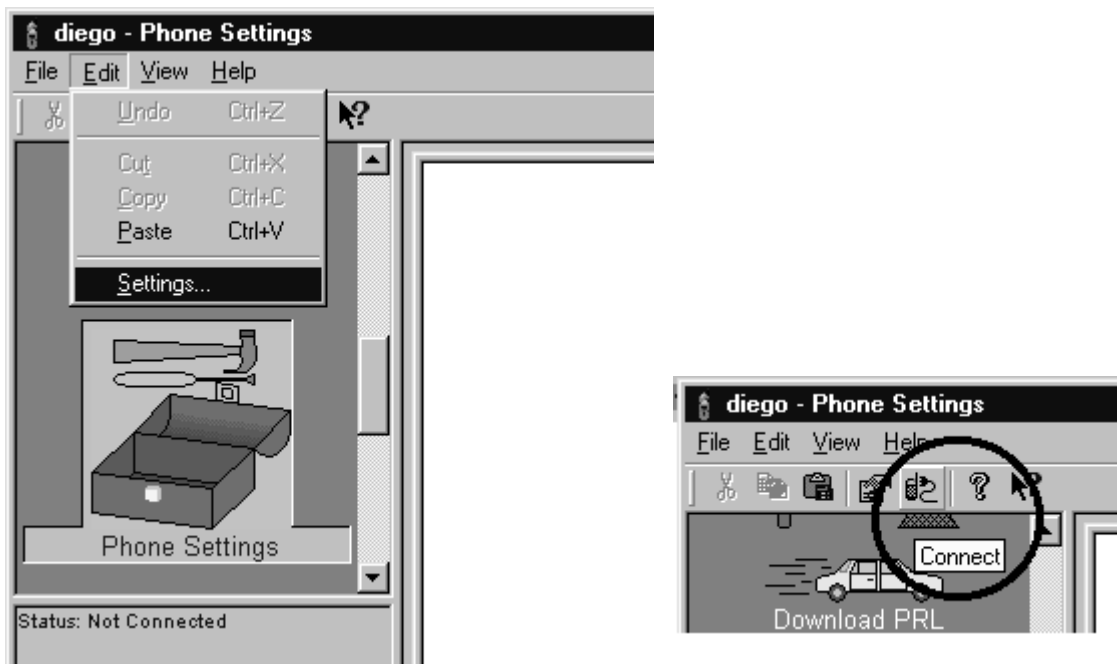 diego - Phone Settings
File Edit View Help
Undo Ctrl+Z
Cut Ctrl+X
Copy Ctrl+C
Paste Ctrl+V
Settings...
Phone Settings
Status: Not Connected
diego - Phone Settings
File Edit View Help
Connect
Download PRL